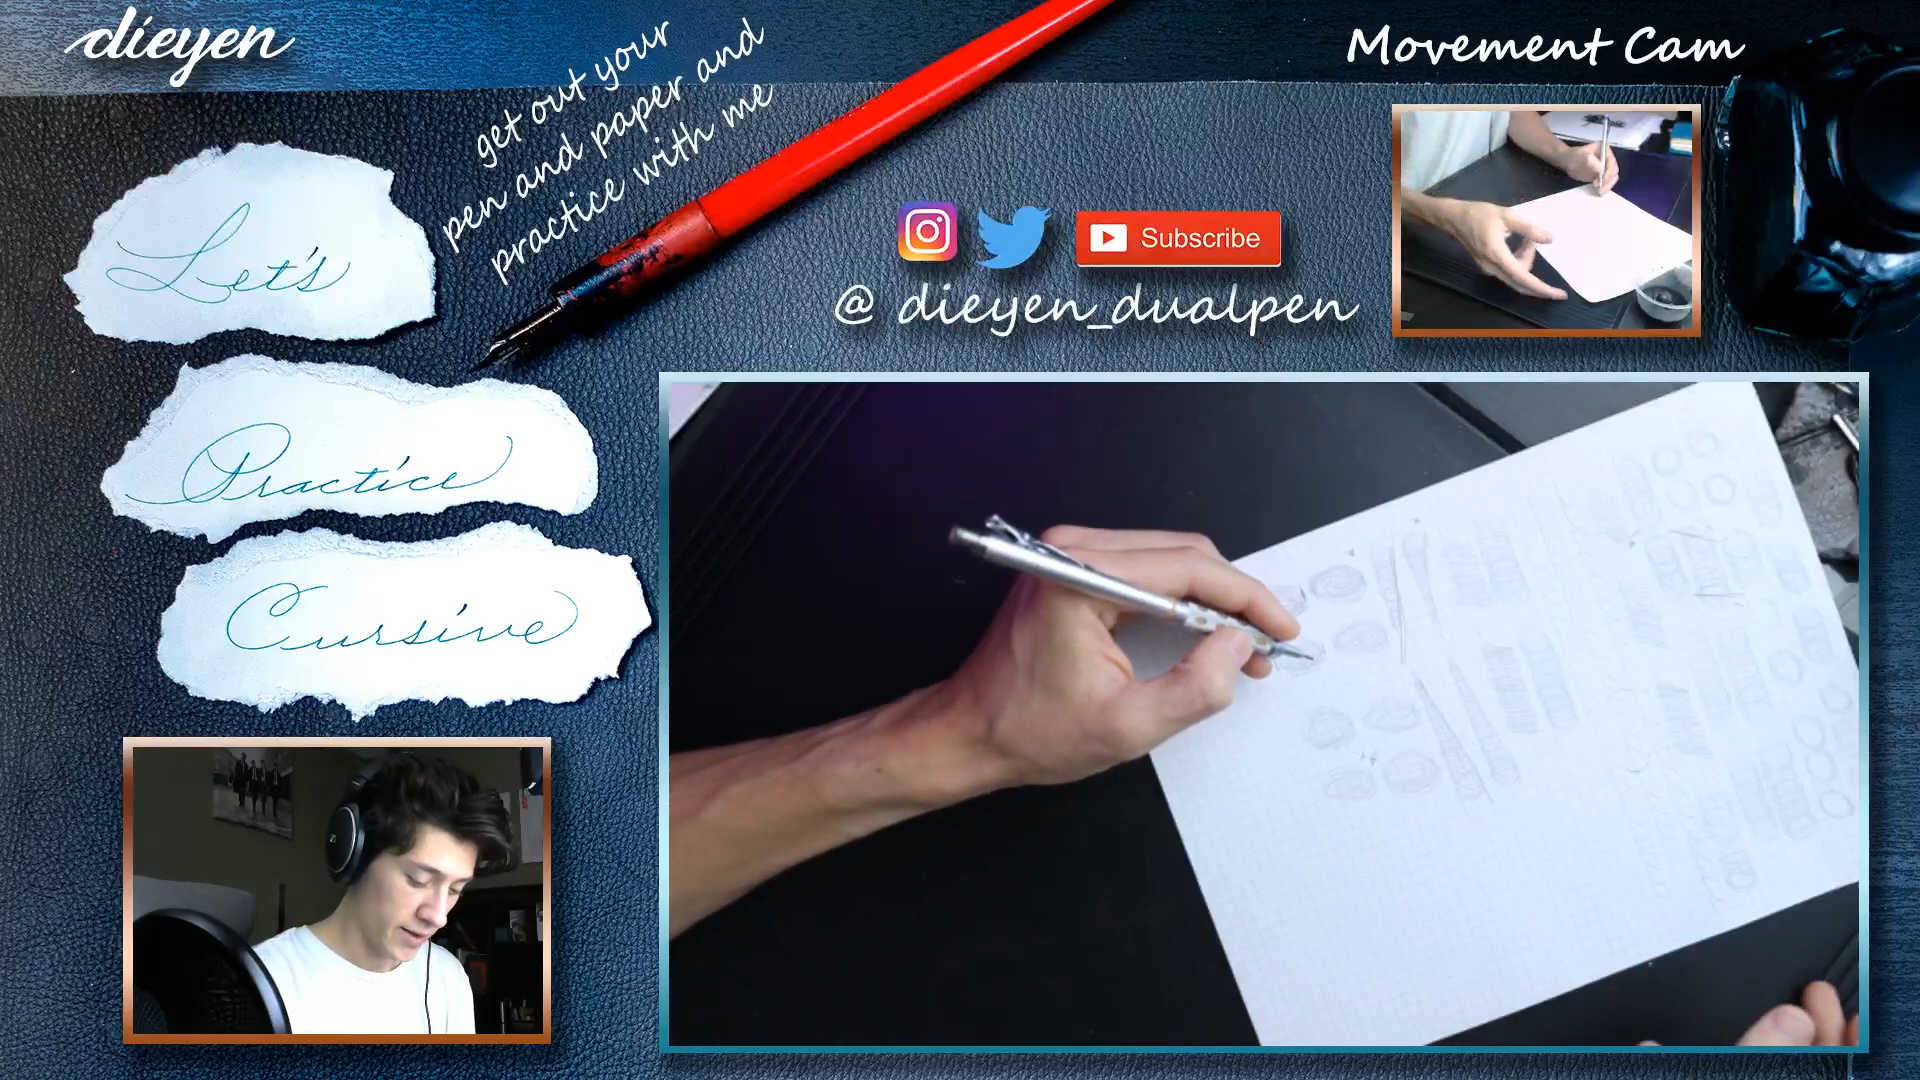 dieyen
get out your
pen and paper and
practice with me
Movement Cam
Let's
Practice
Cursive
Subscribe
@ dieyen_dualpen